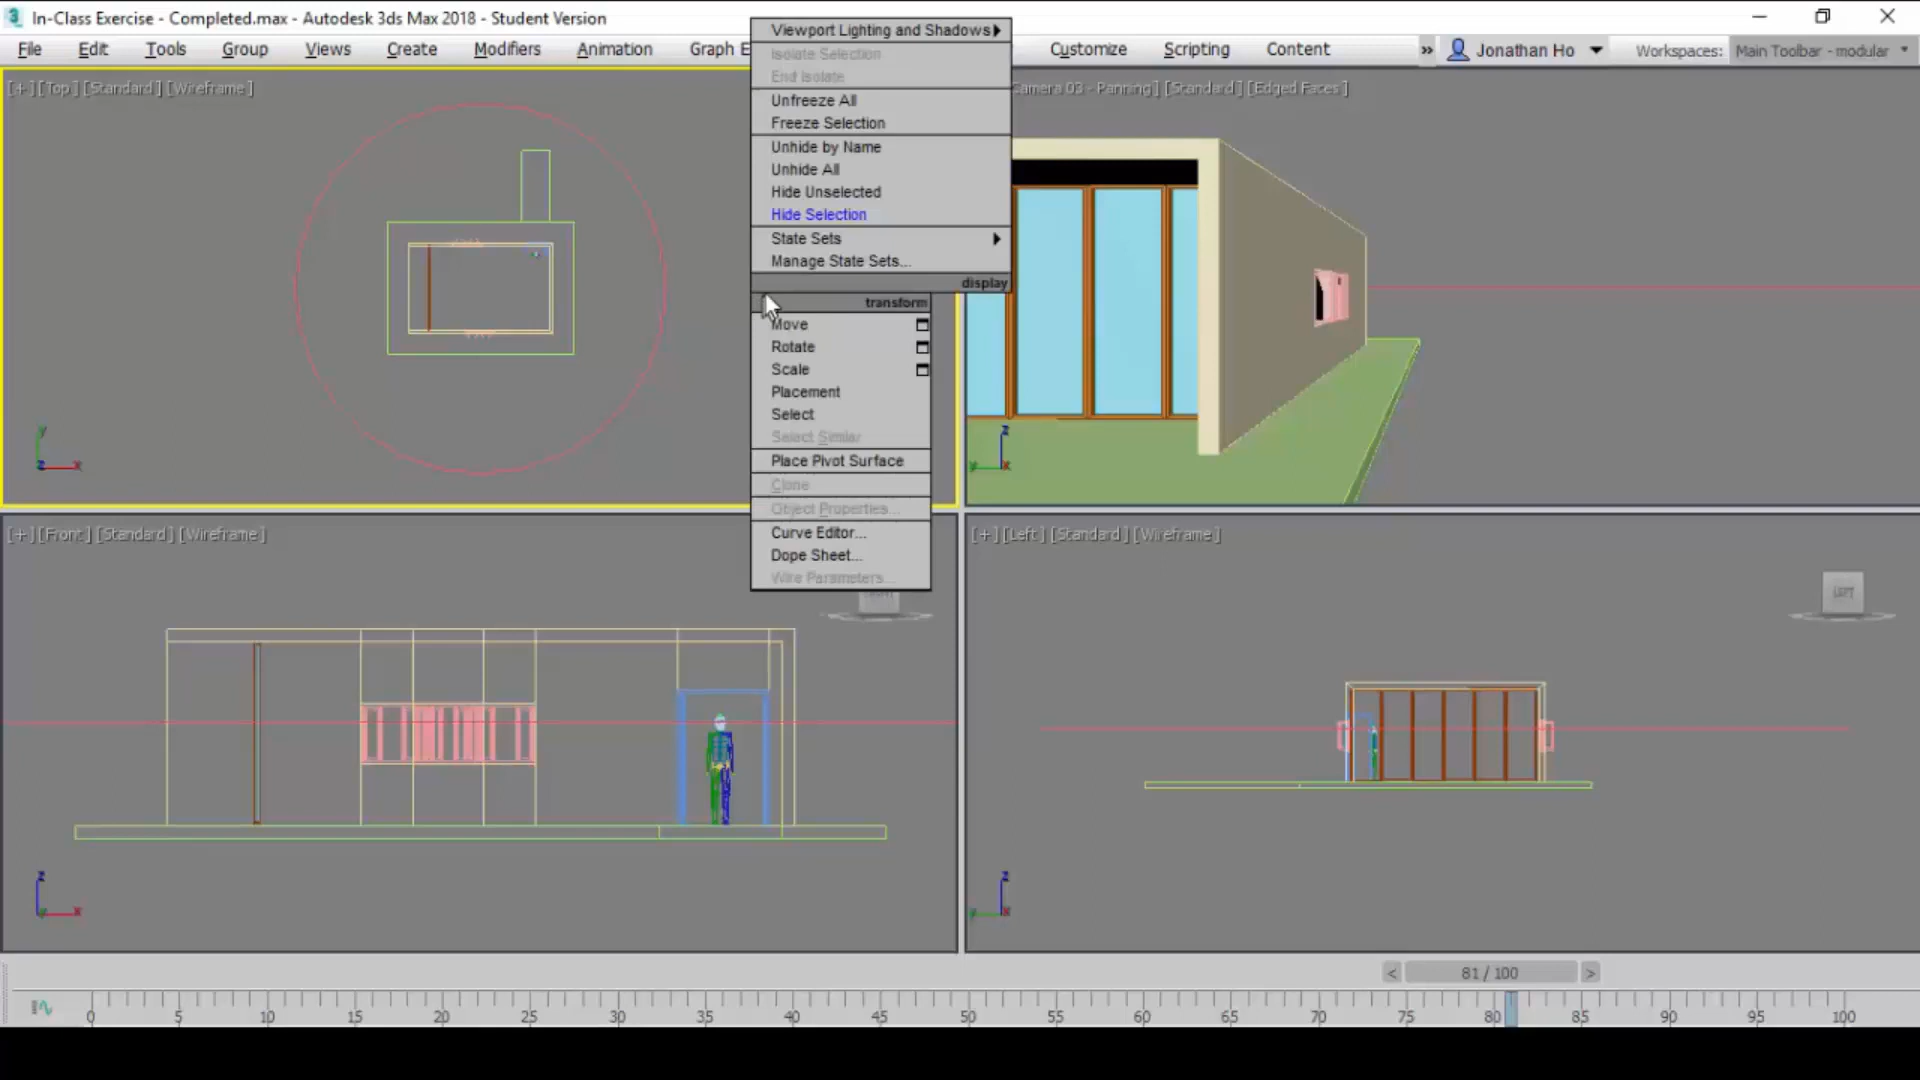 In-Class Exercise - Completed.max - Autodesk 3ds Max 2018 - Student Version
File Edit Tools Group Views Create Modifiers Animation Graph E Customize Scripting Content » Jonathan Ho Workspaces: Main Toolbar - modular
[+] [Top] [Standard] [Wireframe]
Camera 03 - Panning] [Standard] [Edged Faces]
Viewport Lighting and Shadows
Isolate Selection
End Isolate
Unfreeze All
Freeze Selection
Unhide by Name
Unhide All
Hide Unselected
Hide Selection
State Sets
Manage State Sets...
display
transform
Move
Rotate
Scale
Placement
Select
Select Similar
Place Pivot Surface
Clone
Object Properties...
Curve Editor...
Dope Sheet...
Wire Parameters...
y
z x
z
y x
[+] [Front] [Standard] [Wireframe]
[+] [Left] [Standard] [Wireframe]
FRONT
LEFT
z
y x
z
y x
< 81 / 100 >
0 5 10 15 20 25 30 35 40 45 50 55 60 65 70 75 80 85 90 95 100